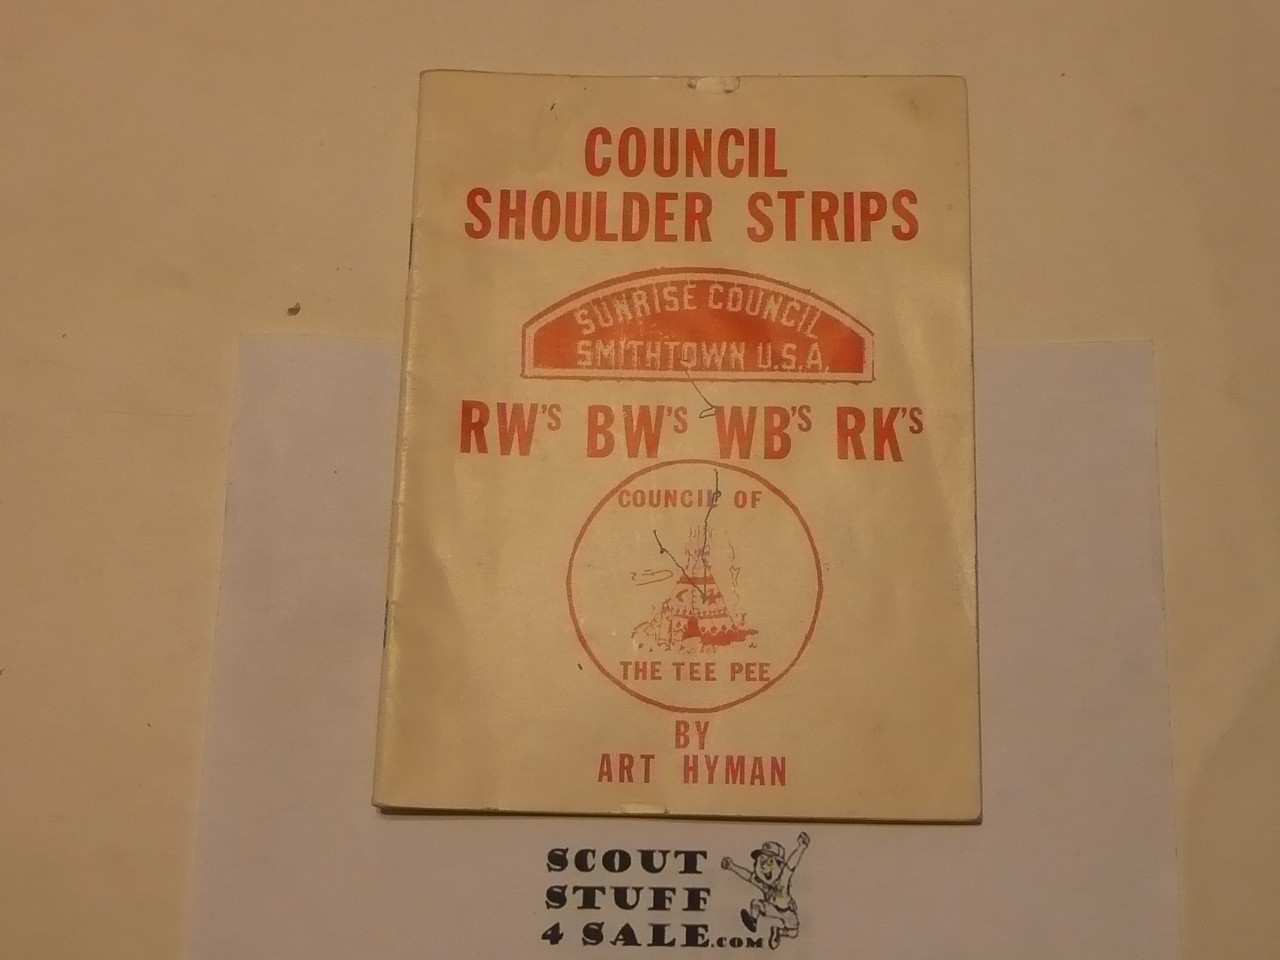 COUNCIL
SHOULDER STRIPS
SUNRISE COUNCIL
SMITHTOWN U.S.A.
RW'S BW'S WB'S RK'S
COUNCIL OF
THE TEE PEE
BY
ART HYMAN
SCOUT
STUFF
4 SALE.COM